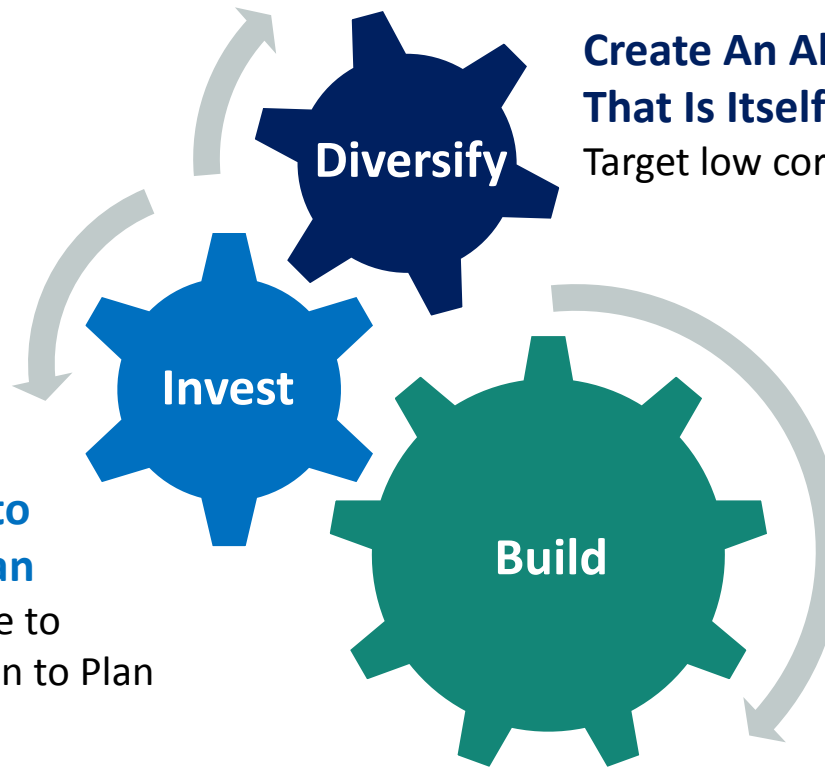 Create An Al
That Is Itself
Target low cor
Diversify
Invest
Build
to
an
e to
n to Plan